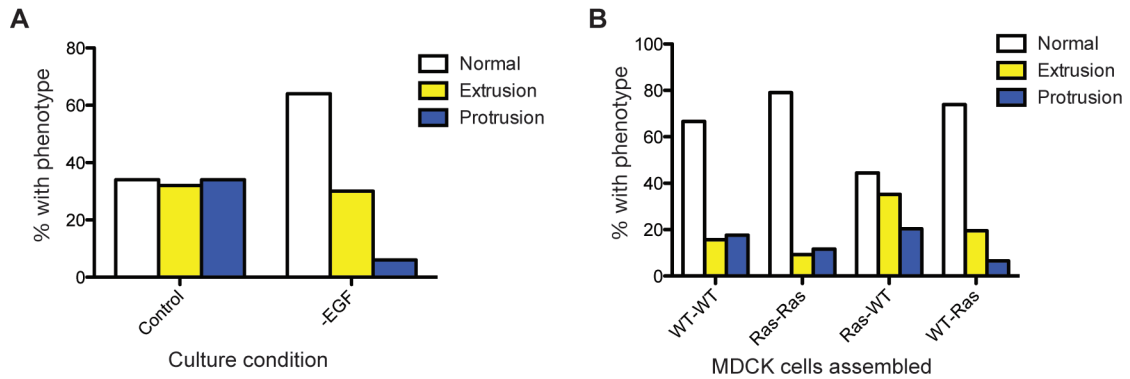 A
% with phenotype
80
60
40
20
0
Control
-EGF
Culture condition
Normal
Extrusion
Protrusion
B
% with phenotype
100
80
60
40
20
0
WT-WT
Ras-Ras
Ras-WT
WT-Ras
MDCK cells assembled
Normal
Extrusion
Protrusion